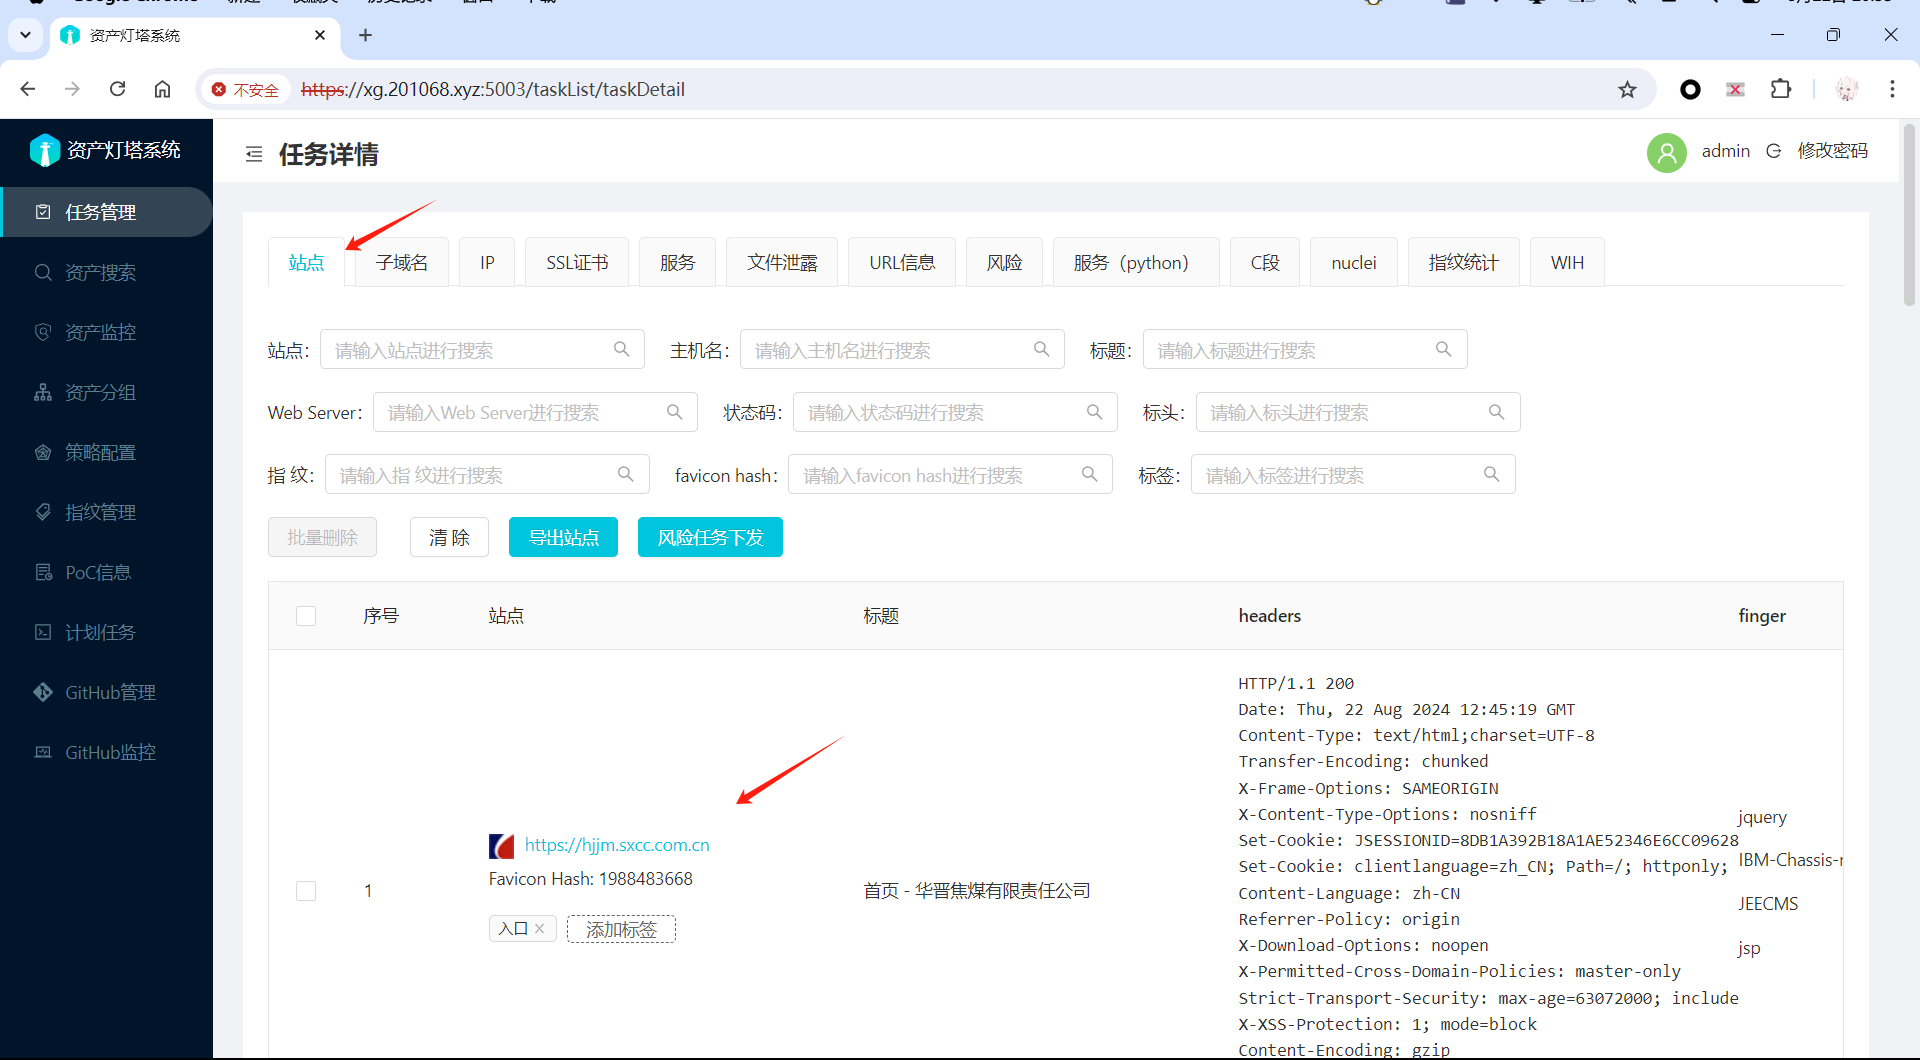 资产灯塔系统
不安全 https://xg.201068.xyz:5003/taskList/taskDetail
资产灯塔系统
任务详情
admin 修改密码
任务管理
资产搜索
资产监控
资产分组
策略配置
指纹管理
PoC信息
计划任务
GitHub管理
GitHub监控
站点 子域名 IP SSL证书 服务 文件泄露 URL信息 风险 服务（python） C段 nuclei 指纹统计 WIH
站点： 请输入站点进行搜索 主机名： 请输入主机名进行搜索 标题： 请输入标题进行搜索
Web Server： 请输入Web Server进行搜索 状态码： 请输入状态码进行搜索 标头： 请输入标头进行搜索
指 纹： 请输入指 纹进行搜索 favicon hash： 请输入favicon hash进行搜索 标签： 请输入标签进行搜索
批量删除 清 除 导出站点 风险任务下发
序号 站点 标题 headers finger
1
https://hjjm.sxcc.com.cn
Favicon Hash: 1988483668
入口 添加标签
首页 - 华晋焦煤有限责任公司
HTTP/1.1 200
Date: Thu, 22 Aug 2024 12:45:19 GMT
Content-Type: text/html;charset=UTF-8
Transfer-Encoding: chunked
X-Frame-Options: SAMEORIGIN
X-Content-Type-Options: nosniff
Set-Cookie: JSESSIONID=8DB1A392B18A1AE52346E6CC09628
Set-Cookie: clientlanguage=zh_CN; Path=/; httponly;
Content-Language: zh-CN
Referrer-Policy: origin
X-Download-Options: noopen
X-Permitted-Cross-Domain-Policies: master-only
Strict-Transport-Security: max-age=63072000; include
X-XSS-Protection: 1; mode=block
Content-Encoding: gzip
jquery
IBM-Chassis-
JEECMS
jsp